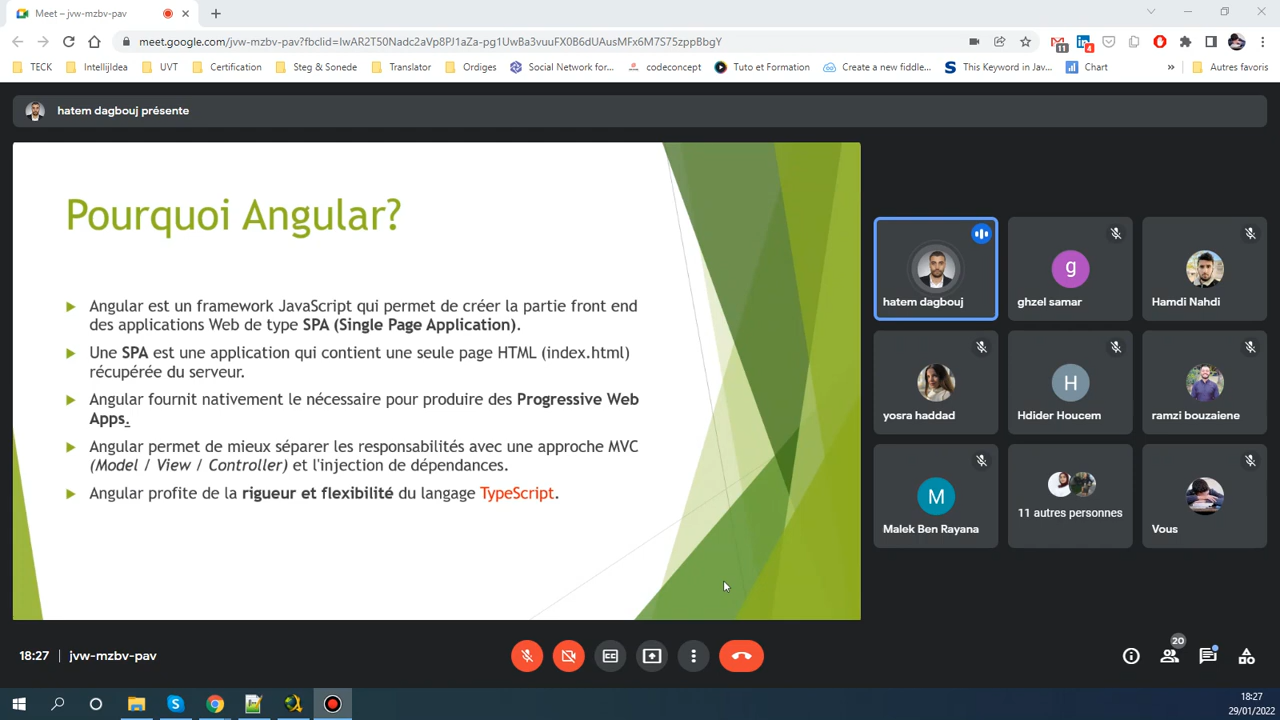 Meet – jvw-mzbv-pav
meet.google.com/jvw-mzbv-pav?fbclid=IwAR2T50Nadc2aVp8PJ1aZa-pg1UwBa3vuuFX0B6dUAusMFx6M7S75zppBgY
11
4
TECK
IntellijIdea
UVT
Certification
Steg & Sonede
Translator
Ordiges
Social Network for...
codeconcept
Tuto et Formation
Create a new fiddle...
This Keyword in Jav...
Chart
»
Autres favoris
hatem dagbouj présente
Pourquoi Angular?
Angular est un framework JavaScript qui permet de créer la partie front end
des applications Web de type SPA (Single Page Application).
Une SPA est une application qui contient une seule page HTML (index.html)
récupérée du serveur.
Angular fournit nativement le nécessaire pour produire des Progressive Web
Apps.
Angular permet de mieux séparer les responsabilités avec une approche MVC
(Model / View / Controller) et l'injection de dépendances.
Angular profite de la rigueur et flexibilité du langage TypeScript.
hatem dagbouj
g
ghzel samar
Hamdi Nahdi
yosra haddad
H
Hdider Houcem
ramzi bouzaiene
M
Malek Ben Rayana
11 autres personnes
Vous
18:27
jvw-mzbv-pav
20
18:27
29/01/2022